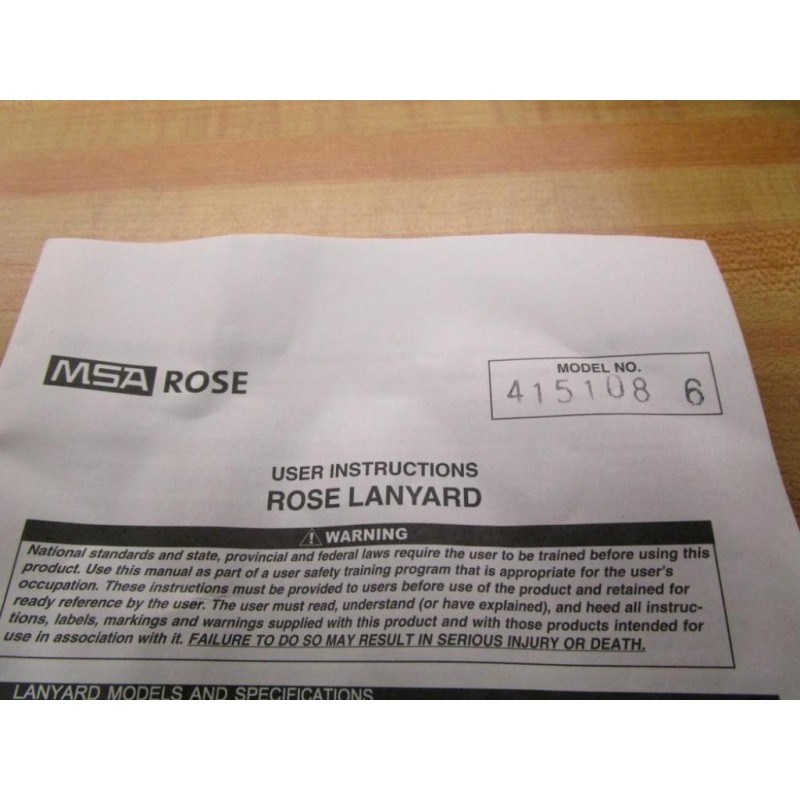 MSA ROSE
MODEL NO.
415108 6
USER INSTRUCTIONS
ROSE LANYARD
WARNING
National standards and state, provincial and federal laws require the user to be trained before using this
product. Use this manual as part of a user safety training program that is appropriate for the user's
occupation. These instructions must be provided to users before use of the product and retained for
ready reference by the user. The user must read, understand (or have explained), and heed all instruc-
tions, labels, markings and warnings supplied with this product and with those products intended for
use in association with it. FAILURE TO DO SO MAY RESULT IN SERIOUS INJURY OR DEATH.
LANYARD MODELS AND SPECIFICATIONS